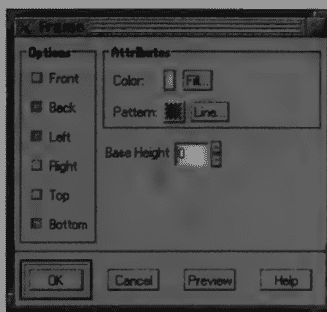 Frame
Options
Front
Back
Left
Right
Top
Bottom
Attributes
Color: Fill...
Pattern: Line...
Base Height 0
OK Cancel Preview Help